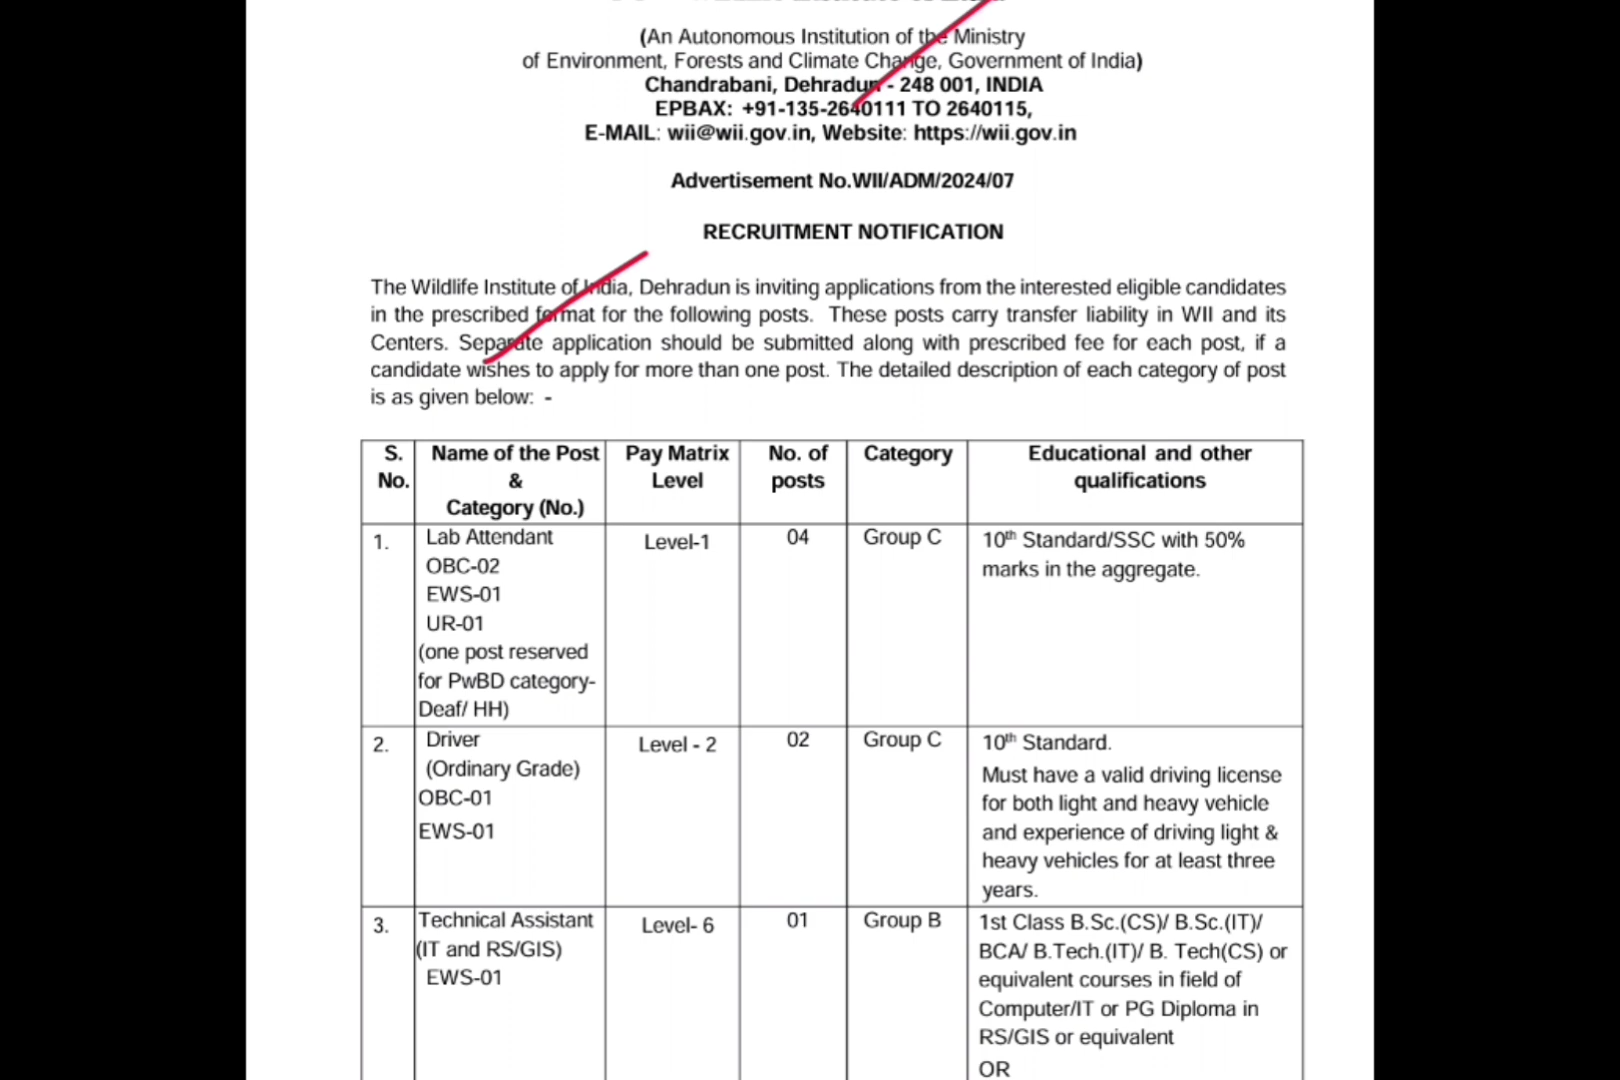 (An Autonomous Institution of the Ministry
of Environment, Forests and Climate Change, Government of India)
Chandrabani, Dehradun - 248 001, INDIA
EPBAX: +91-135-2640111 TO 2640115,
E-MAIL: wii@wii.gov.in, Website: https://wii.gov.in
Advertisement No.WII/ADM/2024/07
RECRUITMENT NOTIFICATION
The Wildlife Institute of India, Dehradun is inviting applications from the interested eligible candidates
in the prescribed format for the following posts. These posts carry transfer liability in WII and its
Centers. Separate application should be submitted along with prescribed fee for each post, if a
candidate wishes to apply for more than one post. The detailed description of each category of post
is as given below: -
S. No. Name of the Post & Category (No.) Pay Matrix Level No. of posts Category Educational and other qualifications
1. Lab Attendant Level-1 04 Group C 10th Standard/SSC with 50%
OBC-02 marks in the aggregate.
EWS-01
UR-01
(one post reserved
for PwBD category-
Deaf/ HH)
2. Driver Level - 2 02 Group C 10th Standard.
(Ordinary Grade) Must have a valid driving license
OBC-01 for both light and heavy vehicle
EWS-01 and experience of driving light &
heavy vehicles for at least three
years.
3. Technical Assistant Level- 6 01 Group B 1st Class B.Sc.(CS)/ B.Sc.(IT)/
(IT and RS/GIS) BCA/ B.Tech.(IT)/ B. Tech(CS) or
EWS-01 equivalent courses in field of
Computer/IT or PG Diploma in
RS/GIS or equivalent
OR